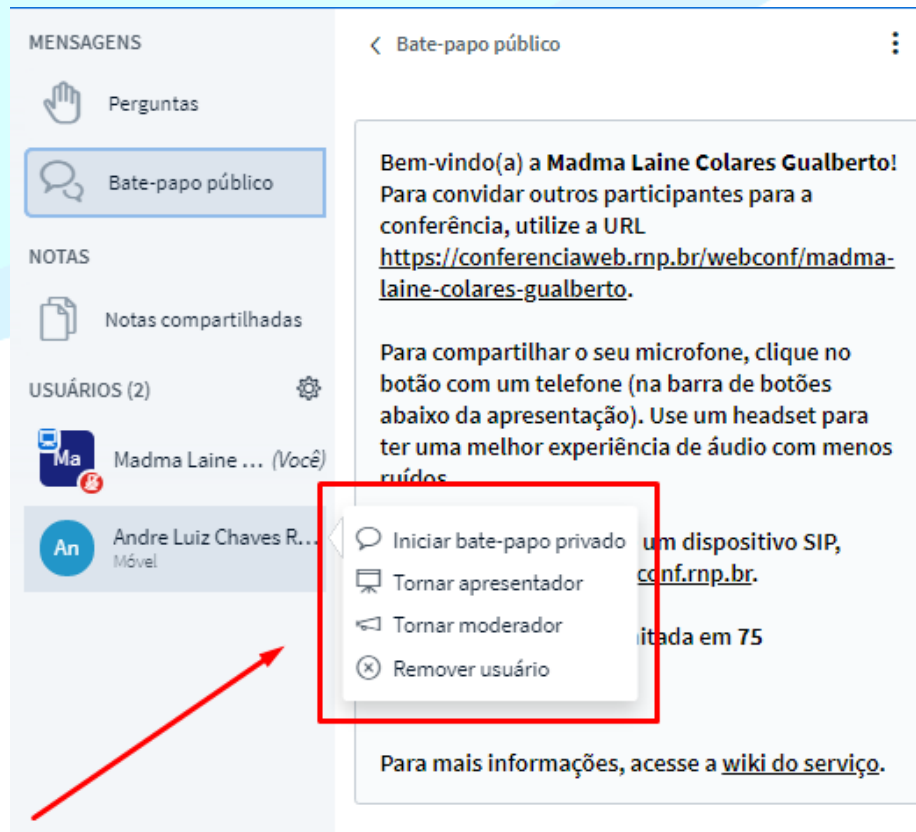 MENSAGENS
Perguntas
Bate-papo público
NOTAS
Notas compartilhadas
USUÁRIOS (2)
Ma
Madma Laine ... (Você)
An
Andre Luiz Chaves R...
Móvel
Bate-papo público
Bem-vindo(a) a Madma Laine Colares Gualberto!
Para convidar outros participantes para a
conferência, utilize a URL
https://conferenciaweb.rnp.br/webconf/madma-
laine-colares-gualberto.
Para compartilhar o seu microfone, clique no
botão com um telefone (na barra de botões
abaixo da apresentação). Use um headset para
ter uma melhor experiência de áudio com menos
ruídos
Iniciar bate-papo privado
Tornar apresentador
Tornar moderador
Remover usuário
um dispositivo SIP,
conf.rnp.br.
itada em 75
Para mais informações, acesse a wiki do serviço.